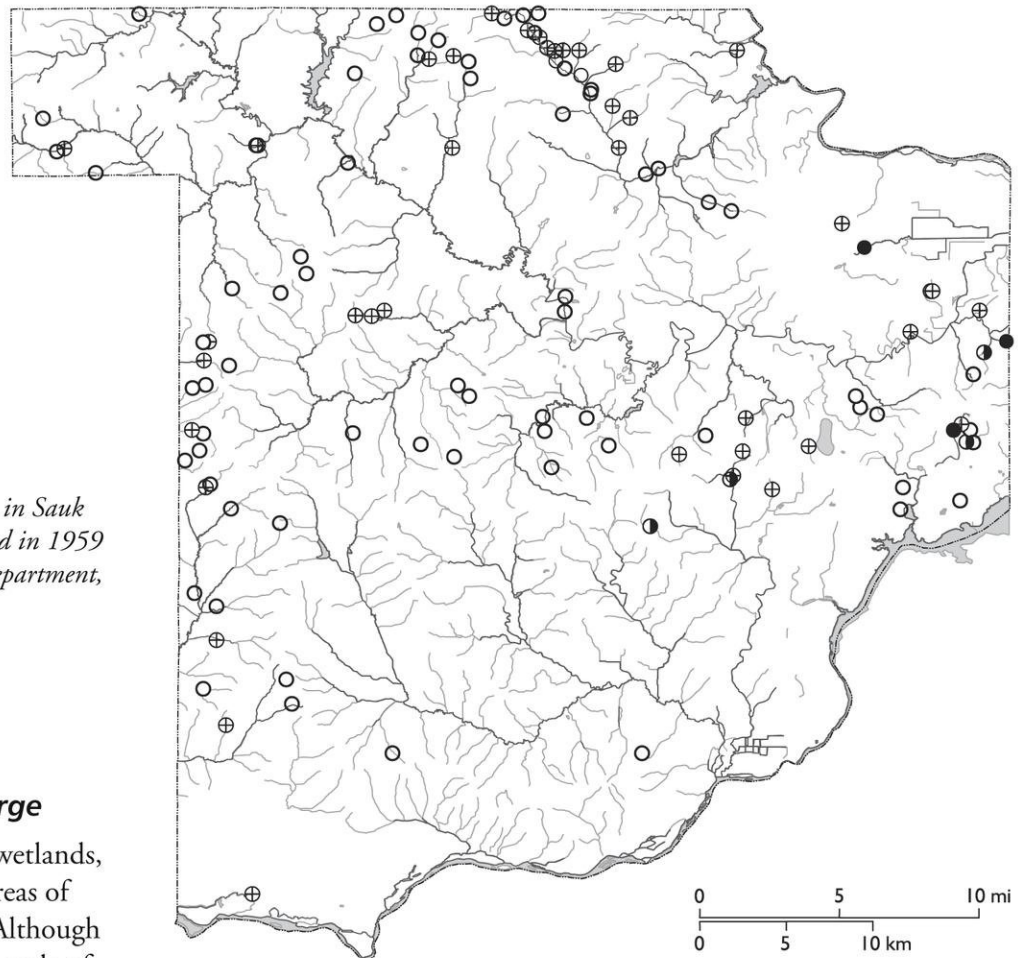 in Sauk
d in 1959
epartment,
rge
wetlands,
reas of
Although
0 5 10 mi
0 5 10 km